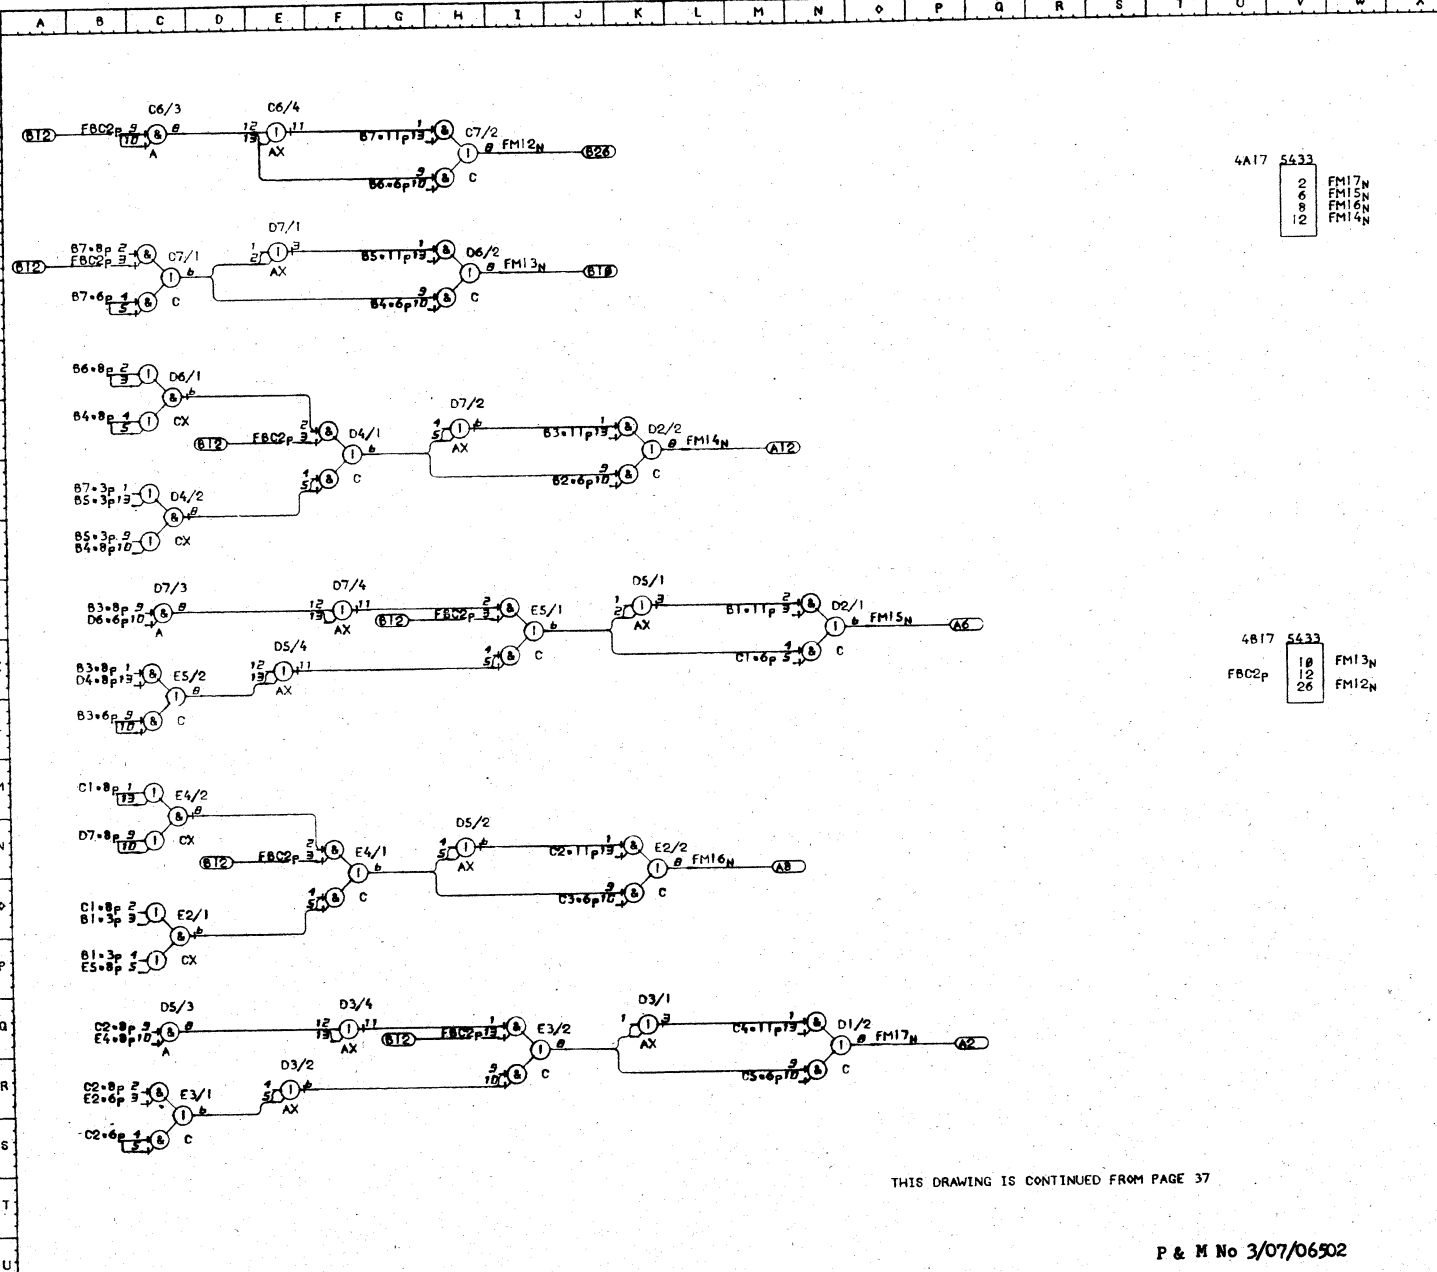 A B C D E F G H I J K L M N O P Q R S T U V W X
C6/3 C6/4
B12 FBC2P 9 & 8 12 1 11 B7.11P 1 & C7/2
10 A 13 AX 13 1 8 FM12N B26
B6.6P 9 & C
10
4A17 5433
2 FM17N
6 FM15N
8 FM16N
12 FM14N
D7/1
B7.8P 2 & C7/1 1 1 3 B5.11P 1 & D6/2
B12 FBC2P 3 1 6 2 AX 13 1 8 FM13N B10
B7.6P 4 & C B4.6P 9 & C
5 10
B6.8P 2 1 D6/1
3 & 6 D7/2
B4.8P 4 1 CX 2 & D4/1 4 1 6 B3.11P 1 & D2/2
5 B12 FBC2P 3 1 6 5 AX 13 1 8 FM14N A12
B7.3P 1 1 D4/2 4 & C B2.6P 9 & C
B5.3P 13 & 8 5 10
B5.3P 9 1 CX
B4.8P 10
D7/3 D7/4 D5/1
B3.8P 9 & 8 12 1 11 2 & E5/1 1 1 3 B1.11P 2 & D2/1
D6.6P 10 A 13 AX B12 FBC2P 3 1 6 2 AX 3 1 6 FM15N A6
D5/4
B3.8P 1 & E5/2 12 1 11 4 & C C1.6P 4 & C
D4.8P 13 1 8 13 AX 5 5
B3.6P 9 & C
10
4B17 5433
10 FM13N
FBC2P 12
26 FM12N
C1.8P 1 1 E4/2
13 & 8 D5/2
D7.8P 9 1 CX 2 & E4/1 4 1 6 C2.11P 1 & E2/2
10 B12 FBC2P 3 1 6 5 AX 13 1 8 FM16N A8
C1.8P 2 1 E2/1 4 & C C3.6P 9 & C
B1.3P 3 & 6 5 10
B1.3P 4 1 CX
E5.8P 5
D5/3 D3/4 D3/1
C2.8P 9 & 8 12 1 11 1 & E3/2 1 1 3 C4.11P 1 & D1/2
E4.8P 10 A 13 AX B12 FBC2P 13 1 8 AX 13 1 8 FM17N A2
D3/2
C2.8P 2 & E3/1 4 1 6 9 & C C5.6P 9 & C
E2.6P 3 1 6 5 AX 10 10
C2.6P 4 & C
5
THIS DRAWING IS CONTINUED FROM PAGE 37
P & M No 3/07/06502